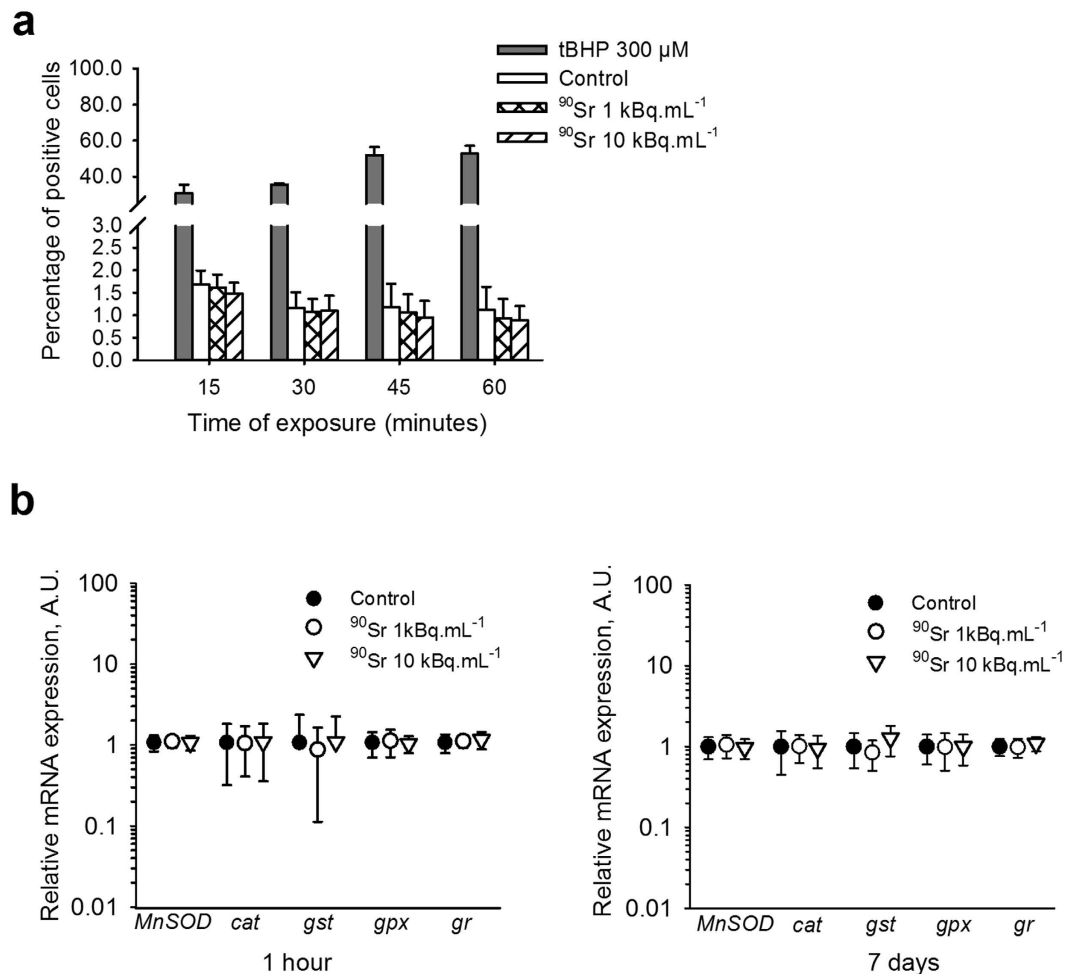 a
tBHP 300 µM
Control
⁹⁰Sr 1 kBq.mL⁻¹
⁹⁰Sr 10 kBq.mL⁻¹
Percentage of positive cells
100.0
80.0
60.0
40.0
3.0
2.5
2.0
1.5
1.0
0.5
0.0
15 30 45 60
Time of exposure (minutes)
b
Relative mRNA expression, A.U.
100
10
1
0.1
0.01
Control
⁹⁰Sr 1kBq.mL⁻¹
⁹⁰Sr 10 kBq.mL⁻¹
MnSOD cat gst gpx gr
1 hour
Relative mRNA expression, A.U.
100
10
1
0.1
0.01
Control
⁹⁰Sr 1kBq.mL⁻¹
⁹⁰Sr 10 kBq.mL⁻¹
MnSOD cat gst gpx gr
7 days